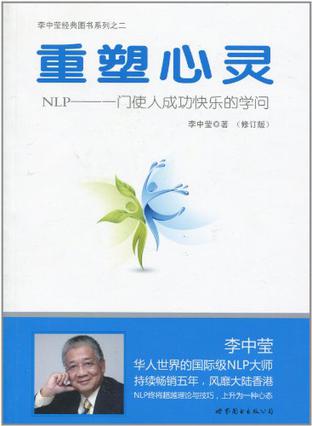 李中莹经典图书系列之二
重塑心灵
NLP——一门使人成功快乐的学问
李中莹◎著 (修订版)
李中莹
华人世界的国际级NLP大师
持续畅销五年，风靡大陆香港
NLP终将超越理论与技巧，上升为一种心态
世界图书出版公司